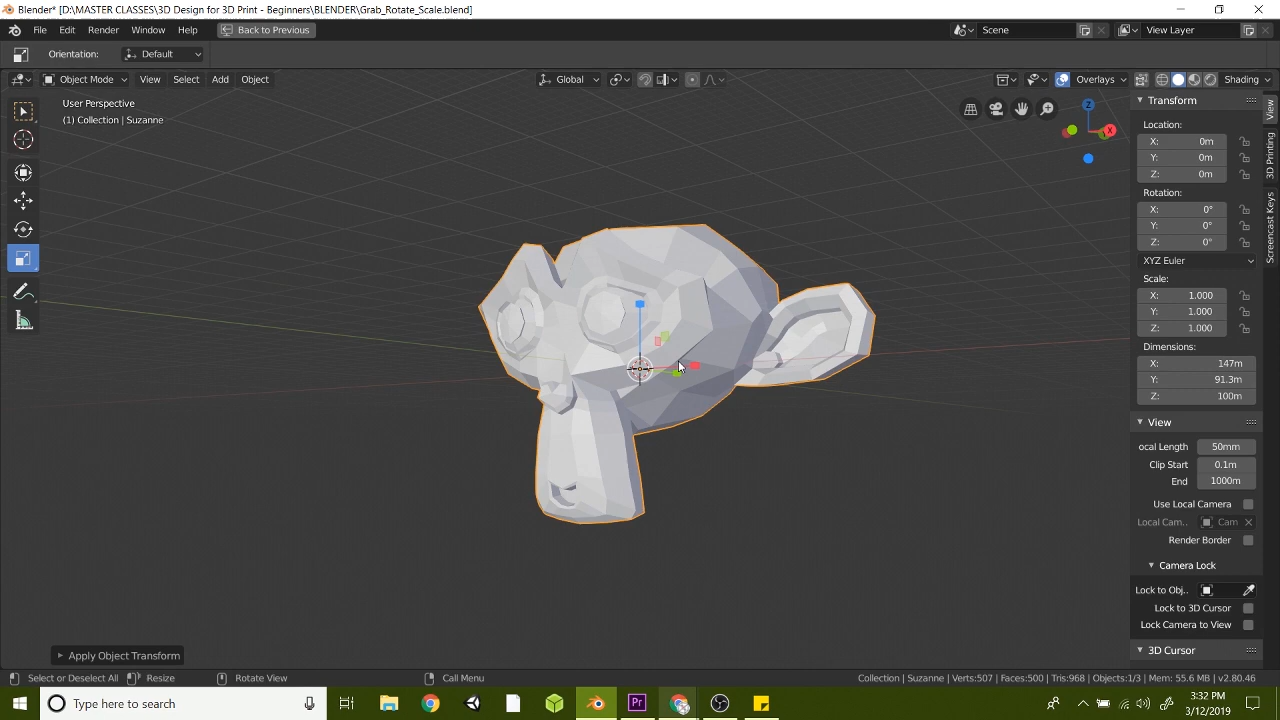 Blender* [D:\MASTER CLASSES\3D Design for 3D Print - Beginners\BLENDER\Grab_Rotate_Scale.blend]
File Edit Render Window Help Back to Previous Scene View Layer
Orientation: Default
Object Mode View Select Add Object Global Overlays Shading
User Perspective
(1) Collection | Suzanne
Z
X
Transform
Location:
X: 0m
Y: 0m
Z: 0m
Rotation:
X: 0°
Y: 0°
Z: 0°
XYZ Euler
Scale:
X: 1.000
Y: 1.000
Z: 1.000
Dimensions:
X: 147m
Y: 91.3m
Z: 100m
View
ocal Length 50mm
Clip Start 0.1m
End 1000m
Use Local Camera
Local Cam.. Cam
Render Border
Camera Lock
Lock to Obj..
Lock to 3D Cursor
Lock Camera to View
3D Cursor
View
3D Printing
Screencast Keys
Apply Object Transform
Select or Deselect All Resize Rotate View Call Menu Collection | Suzanne | Verts:507 | Faces:500 | Tris:968 | Objects:1/3 | Mem: 55.6 MB | v2.80.46
Type here to search Pr 3:32 PM
3/12/2019